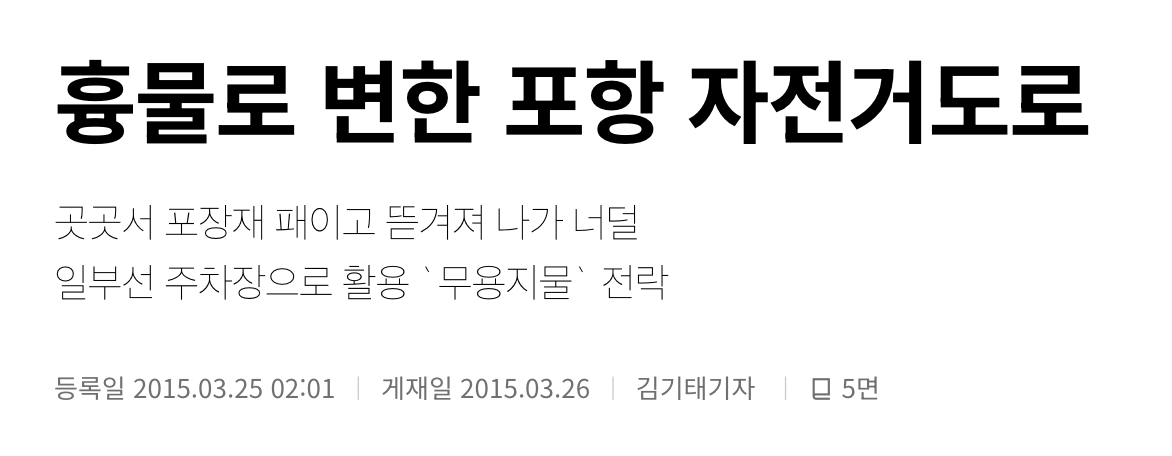 흉물로 변한 포항 자전거도로
곳곳서 포장재 패이고 뜯겨져 나가 너덜
일부선 주차장으로 활용 `무용지물` 전락
등록일 2015.03.25 02:01 | 게재일 2015.03.26 | 김기태기자 | 5면